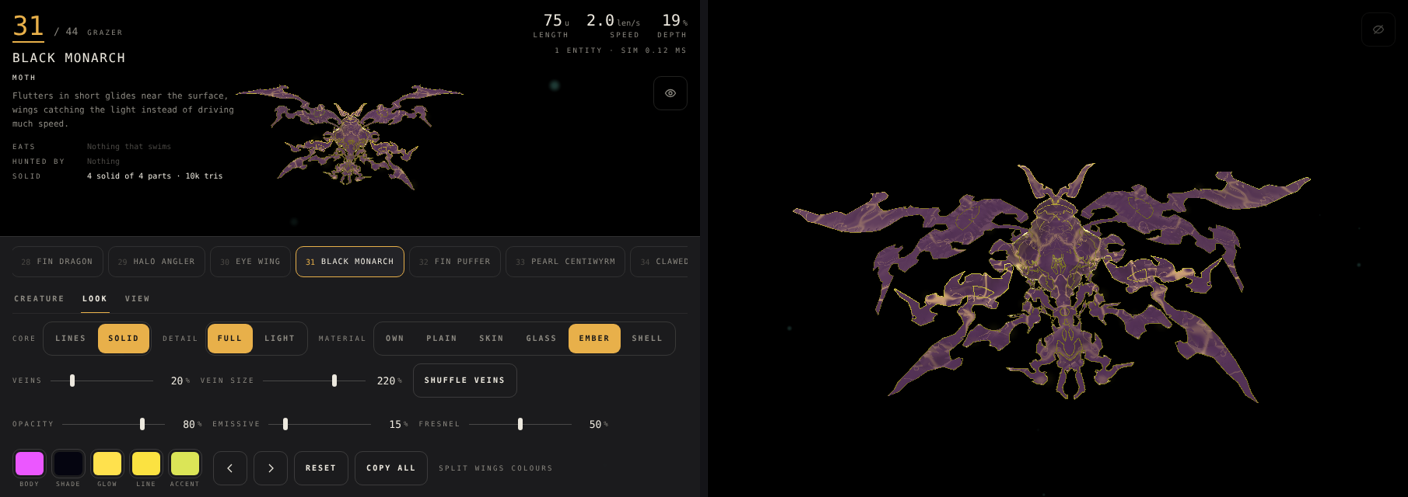 31 / 44 GRAZER
75 u 2.0 len/s 19 %
LENGTH SPEED DEPTH
1 ENTITY · SIM 0.12 MS
BLACK MONARCH
MOTH
Flutters in short glides near the surface,
wings catching the light instead of driving
much speed.
EATS Nothing that swims
HUNTED BY Nothing
SOLID 4 solid of 4 parts · 10k tris
28 FIN DRAGON 29 HALO ANGLER 30 EYE WING 31 BLACK MONARCH 32 FIN PUFFER 33 PEARL CENTIWYRM 34 CLAWED
CREATURE LOOK VIEW
CORE LINES SOLID DETAIL FULL LIGHT MATERIAL OWN PLAIN SKIN GLASS EMBER SHELL
VEINS 20 % VEIN SIZE 220 % SHUFFLE VEINS
OPACITY 80 % EMISSIVE 15 % FRESNEL 50 %
RESET COPY ALL SPLIT WINGS COLOURS
BODY SHADE GLOW LINE ACCENT